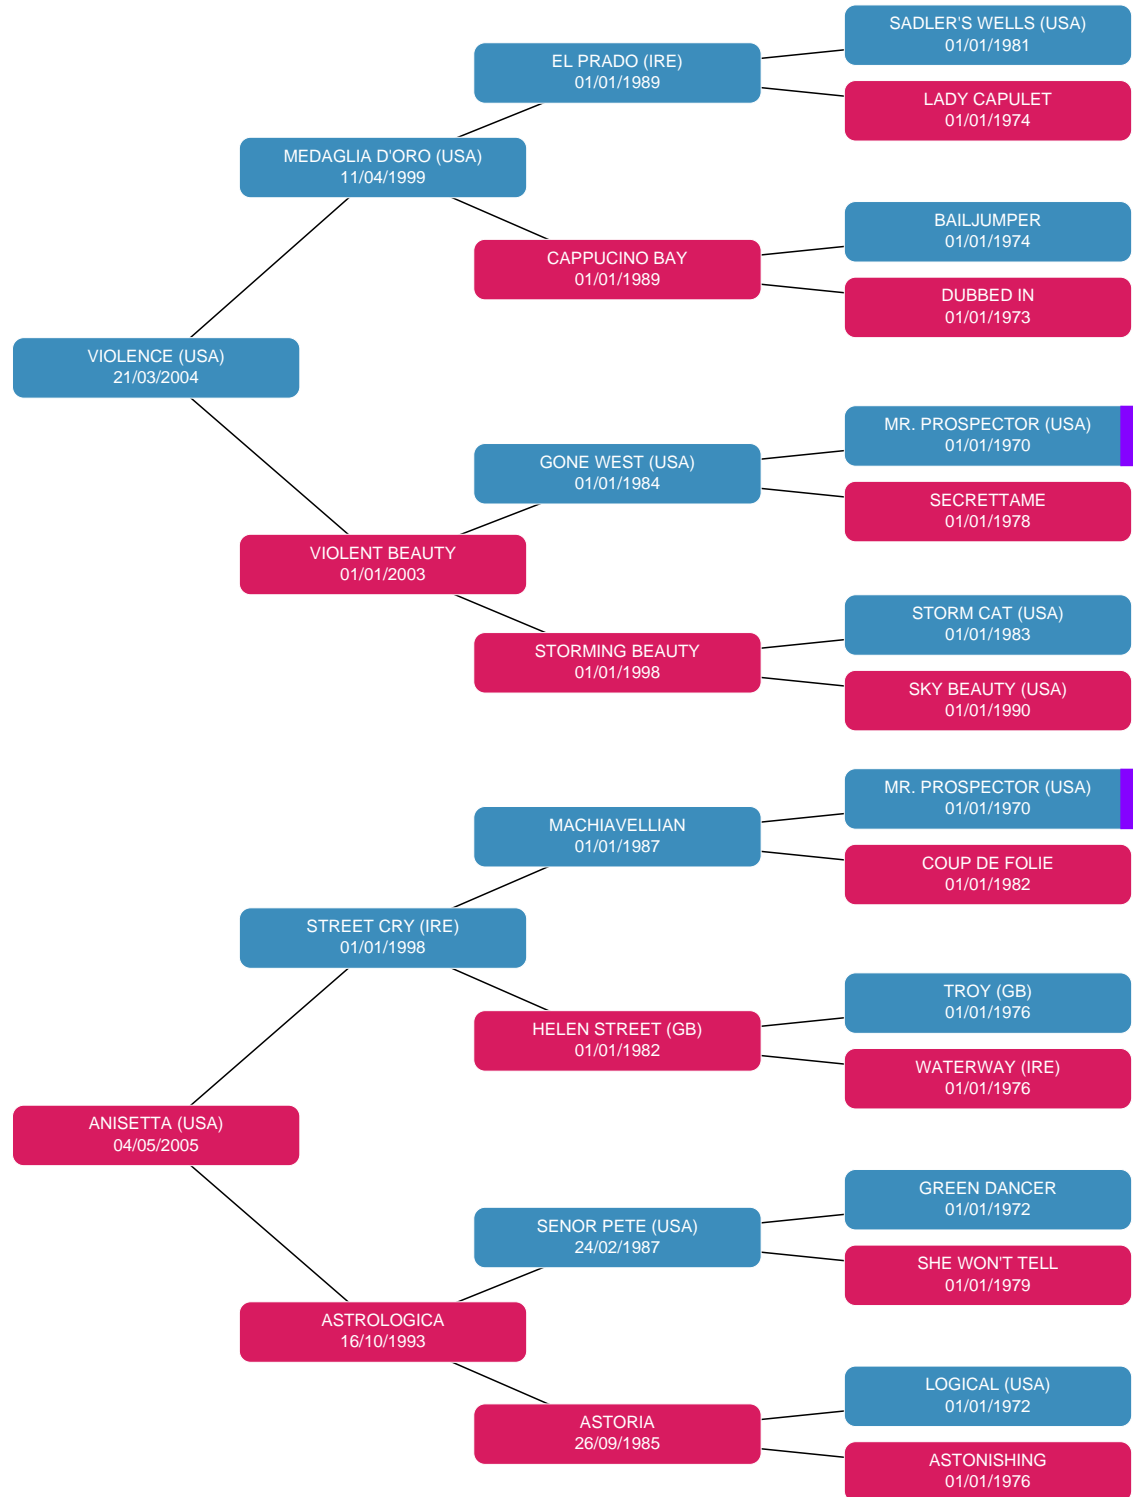 SADLER'S WELLS (USA)
01/01/1981
EL PRADO (IRE)
01/01/1989
LADY CAPULET
01/01/1974
MEDAGLIA D'ORO (USA)
11/04/1999
BAILJUMPER
01/01/1974
CAPPUCINO BAY
01/01/1989
DUBBED IN
01/01/1973
VIOLENCE (USA)
21/03/2004
MR. PROSPECTOR (USA)
01/01/1970
GONE WEST (USA)
01/01/1984
SECRETTAME
01/01/1978
VIOLENT BEAUTY
01/01/2003
STORM CAT (USA)
01/01/1983
STORMING BEAUTY
01/01/1998
SKY BEAUTY (USA)
01/01/1990
MR. PROSPECTOR (USA)
01/01/1970
MACHIAVELLIAN
01/01/1987
COUP DE FOLIE
01/01/1982
STREET CRY (IRE)
01/01/1998
TROY (GB)
01/01/1976
HELEN STREET (GB)
01/01/1982
WATERWAY (IRE)
01/01/1976
ANISETTA (USA)
04/05/2005
GREEN DANCER
01/01/1972
SENOR PETE (USA)
24/02/1987
SHE WON'T TELL
01/01/1979
ASTROLOGICA
16/10/1993
LOGICAL (USA)
01/01/1972
ASTORIA
26/09/1985
ASTONISHING
01/01/1976